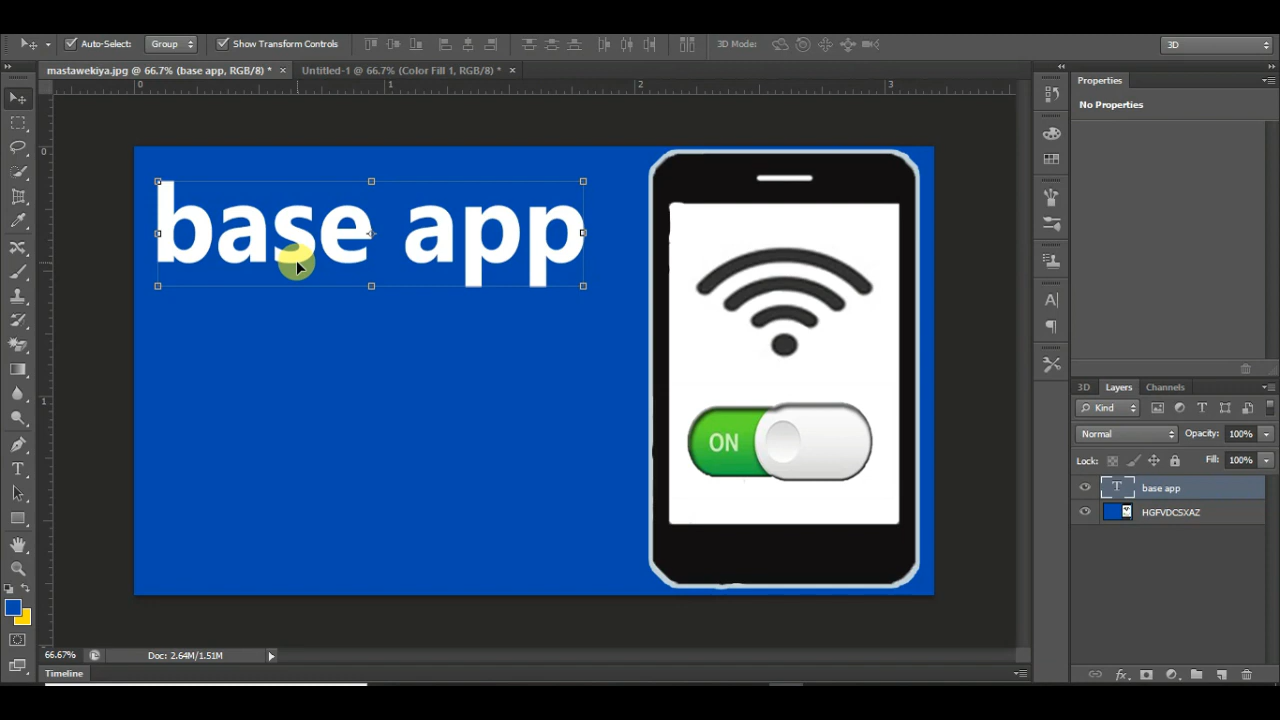 Auto-Select: Group Show Transform Controls 3D Mode: 3D
mastawekiya.jpg @ 66.7% (base app, RGB/8) * × Untitled-1 @ 66.7% (Color Fill 1, RGB/8) * ×
0 1 2 3
Properties
No Properties
0
base app
1
ON
3D Layers Channels
Kind
Normal Opacity: 100%
Lock: Fill: 100%
T base app
HGFVDCSXAZ
66.67% Doc: 2.64M/1.51M
Timeline